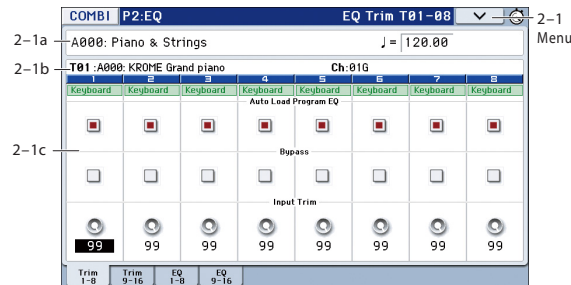 COMBI P2:EQ EQ Trim T01-08
2-1
Menu
2-1a
A000: Piano & Strings ♩= 120.00
2-1b
T01 :A000: KROME Grand piano Ch:01G
1 2 3 4 5 6 7 8
Keyboard Keyboard Keyboard Keyboard Keyboard Keyboard Keyboard Keyboard
Auto Load Program EQ
2-1c
Bypass
Input Trim
99 99 99 99 99 99 99 99
Trim 1-8 Trim 9-16 EQ 1-8 EQ 9-16